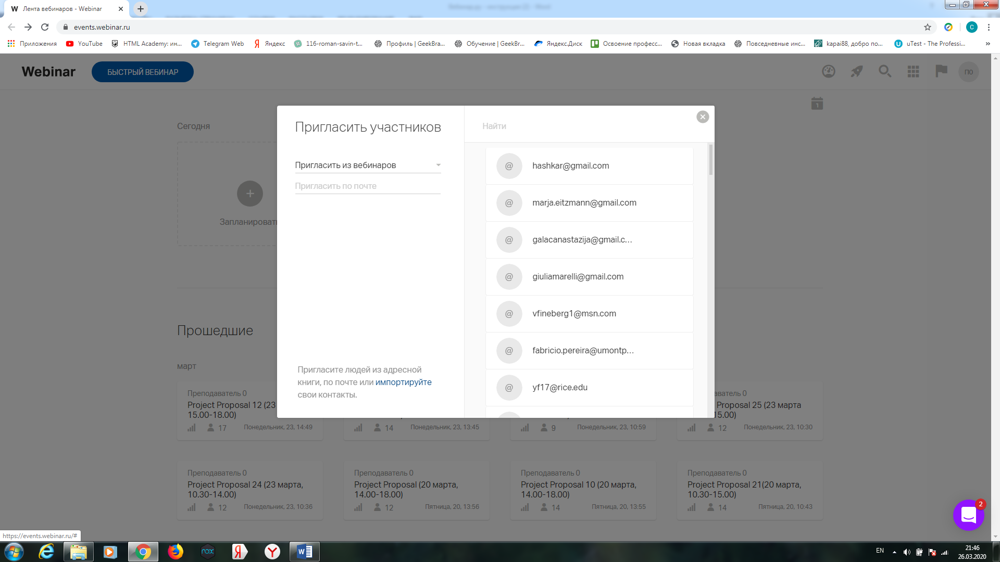 Лента вебинаров - Webinar
events.webinar.ru
Приложения
YouTube
HTML Academy: ин...
Telegram Web
Яндекс
116-roman-savin-t...
Профиль | GeekBra...
Обучение | GeekBr...
Яндекс.Диск
Освоение професс...
Новая вкладка
Повседневные инс...
kapai88, добро по...
uTest - The Professi...
»
Webinar
БЫСТРЫЙ ВЕБИНАР
П0
1
Сегодня
Запланировать
Пригласить участников
Пригласить из вебинаров
Пригласить по почте
Пригласите людей из адресной
книги, по почте или импортируйте
свои контакты.
Найти
@ hashkar@gmail.com
@ marja.eitzmann@gmail.com
@ galacanastazija@gmail.c...
@ giuliamarelli@gmail.com
@ vfineberg1@msn.com
@ fabricio.pereira@umontp...
@ yf17@rice.edu
Прошедшие
март
Преподаватель 0
Project Proposal 12 (23
15.00-18.00)
17 Понедельник, 23, 14:49
14 Понедельник, 23, 13:45
9 Понедельник, 23, 10:59
аватель 0
Proposal 25 (23 марта
15.00)
12 Понедельник, 23, 10:30
Преподаватель 0
Project Proposal 24 (23 марта,
10.30-14.00)
12 Понедельник, 23, 10:36
Преподаватель 0
Project Proposal (20 марта,
14.00-18.00)
12 Пятница, 20, 13:56
Преподаватель 0
Project Proposal 10 (20 марта,
14.00-18.00)
14 Пятница, 20, 13:55
Преподаватель 0
Project Proposal 21(20 марта,
10.30-15.00)
14 Пятница, 20, 10:43
2
https://events.webinar.ru/#
nox
EN
21:46
26.03.2020